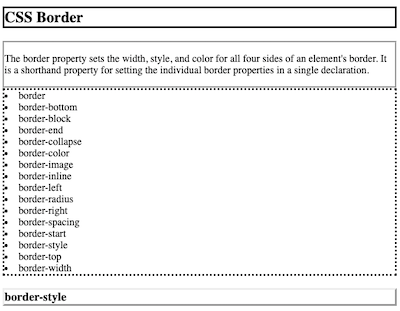 CSS Border
The border property sets the width, style, and color for all four sides of an element's border. It
is a shorthand property for setting the individual border properties in a single declaration.
border
border-bottom
border-block
border-end
border-collapse
border-color
border-image
border-inline
border-left
border-radius
border-right
border-spacing
border-start
border-style
border-top
border-width
border-style